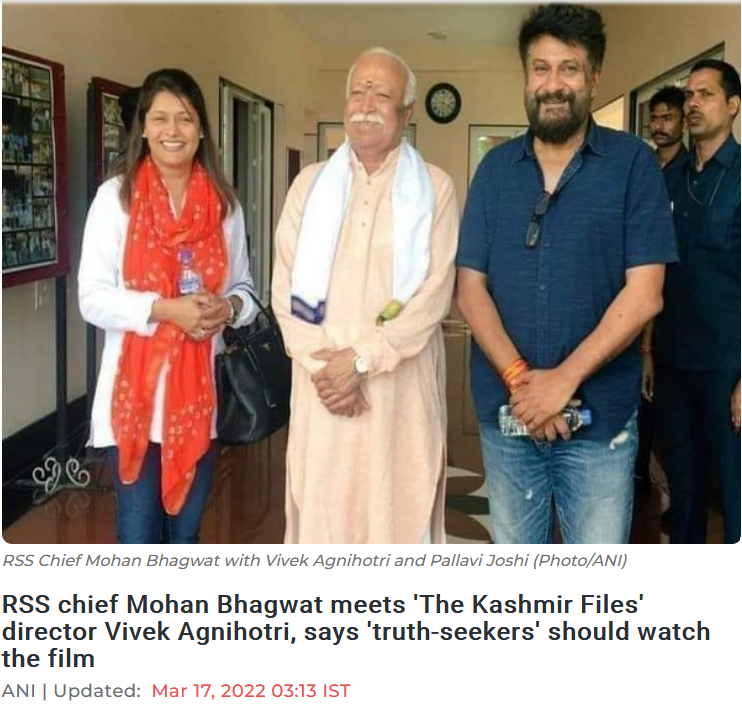 RSS Chief Mohan Bhagwat with Vivek Agnihotri and Pallavi Joshi (Photo/ANI)
RSS chief Mohan Bhagwat meets 'The Kashmir Files'
director Vivek Agnihotri, says 'truth-seekers' should watch
the film
ANI | Updated: Mar 17, 2022 03:13 IST